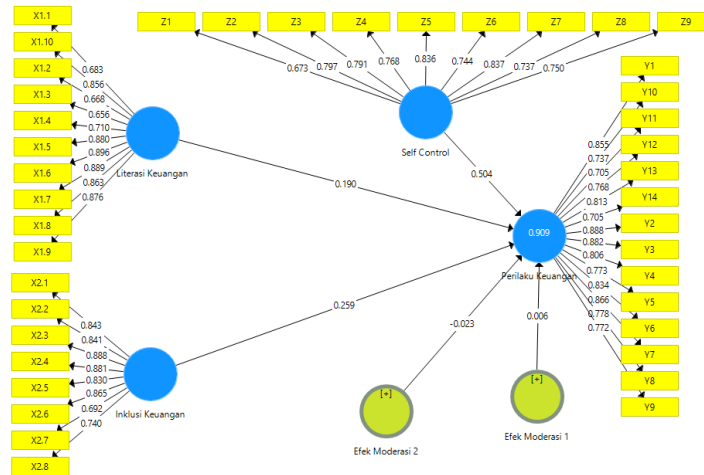 Z1
Z2
Z3
Z4
Z5
Z6
Z7
Z8
Z9
0.673
0.797
0.791
0.768
0.836
0.744
0.837
0.737
0.750
Self Control
X1.1
X1.10
X1.2
X1.3
X1.4
X1.5
X1.6
X1.7
X1.8
X1.9
0.683
0.856
0.668
0.656
0.710
0.880
0.896
0.889
0.863
0.876
Literasi Keuangan
0.190
0.504
Y1
Y10
Y11
Y12
Y13
Y14
Y2
Y3
Y4
Y5
Y6
Y7
Y8
Y9
0.855
0.737
0.705
0.768
0.813
0.705
0.888
0.882
0.806
0.773
0.834
0.866
0.778
0.772
0.909
Perilaku Keuangan
X2.1
X2.2
X2.3
X2.4
X2.5
X2.6
X2.7
X2.8
0.843
0.841
0.888
0.881
0.830
0.865
0.692
0.740
Inklusi Keuangan
0.259
-0.023
0.006
[+]
Efek Moderasi 2
[+]
Efek Moderasi 1